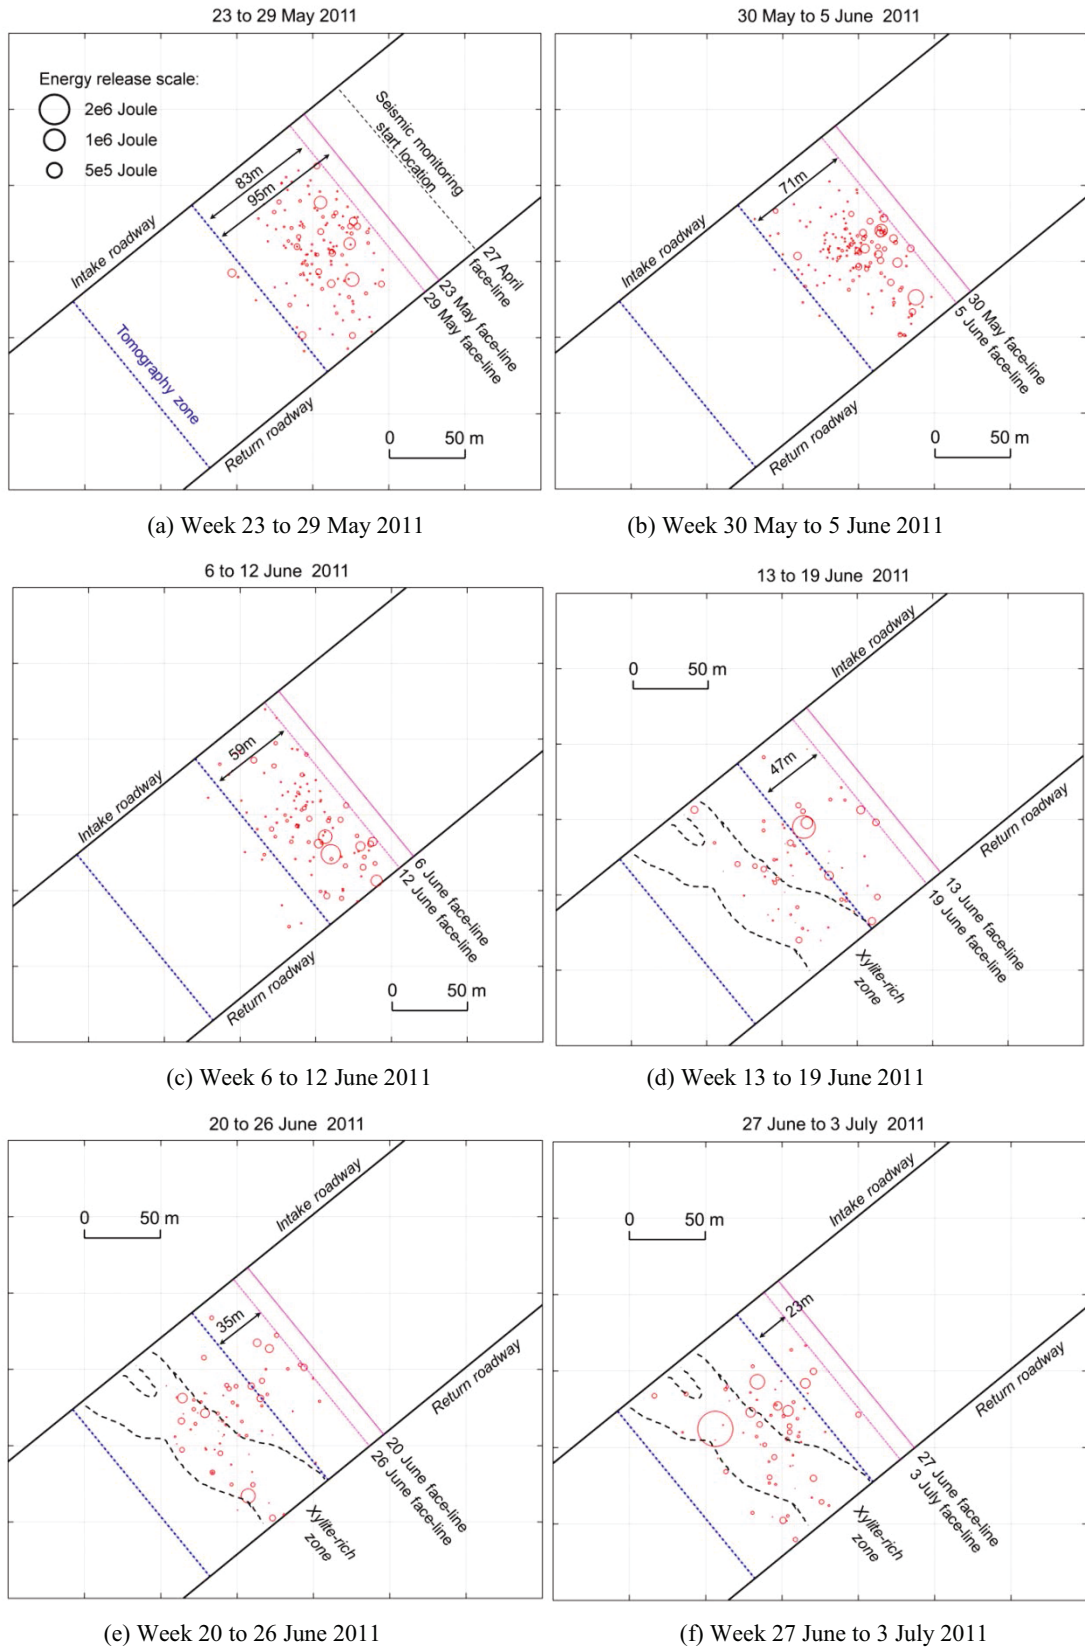 23 to 29 May 2011
Energy release scale:
2e6 Joule
1e6 Joule
5e5 Joule
Seismic monitoring
start location
83m
95m
Intake roadway
27 April
face-line
23 May face-line
29 May face-line
Tomography zone
Return roadway
0 50 m
(a) Week 23 to 29 May 2011
30 May to 5 June 2011
71m
Intake roadway
30 May face-line
5 June face-line
Return roadway
0 50 m
(b) Week 30 May to 5 June 2011
6 to 12 June 2011
59m
Intake roadway
6 June face-line
12 June face-line
Return roadway
0 50 m
(c) Week 6 to 12 June 2011
13 to 19 June 2011
Intake roadway
0 50 m
47m
Return roadway
13 June face-line
19 June face-line
Xylite-rich
zone
(d) Week 13 to 19 June 2011
20 to 26 June 2011
Intake roadway
0 50 m
35m
Return roadway
20 June face-line
26 June face-line
Xylite-rich
zone
(e) Week 20 to 26 June 2011
27 June to 3 July 2011
Intake roadway
0 50 m
23m
Return roadway
27 June face-line
3 July face-line
Xylite-rich
zone
(f) Week 27 June to 3 July 2011